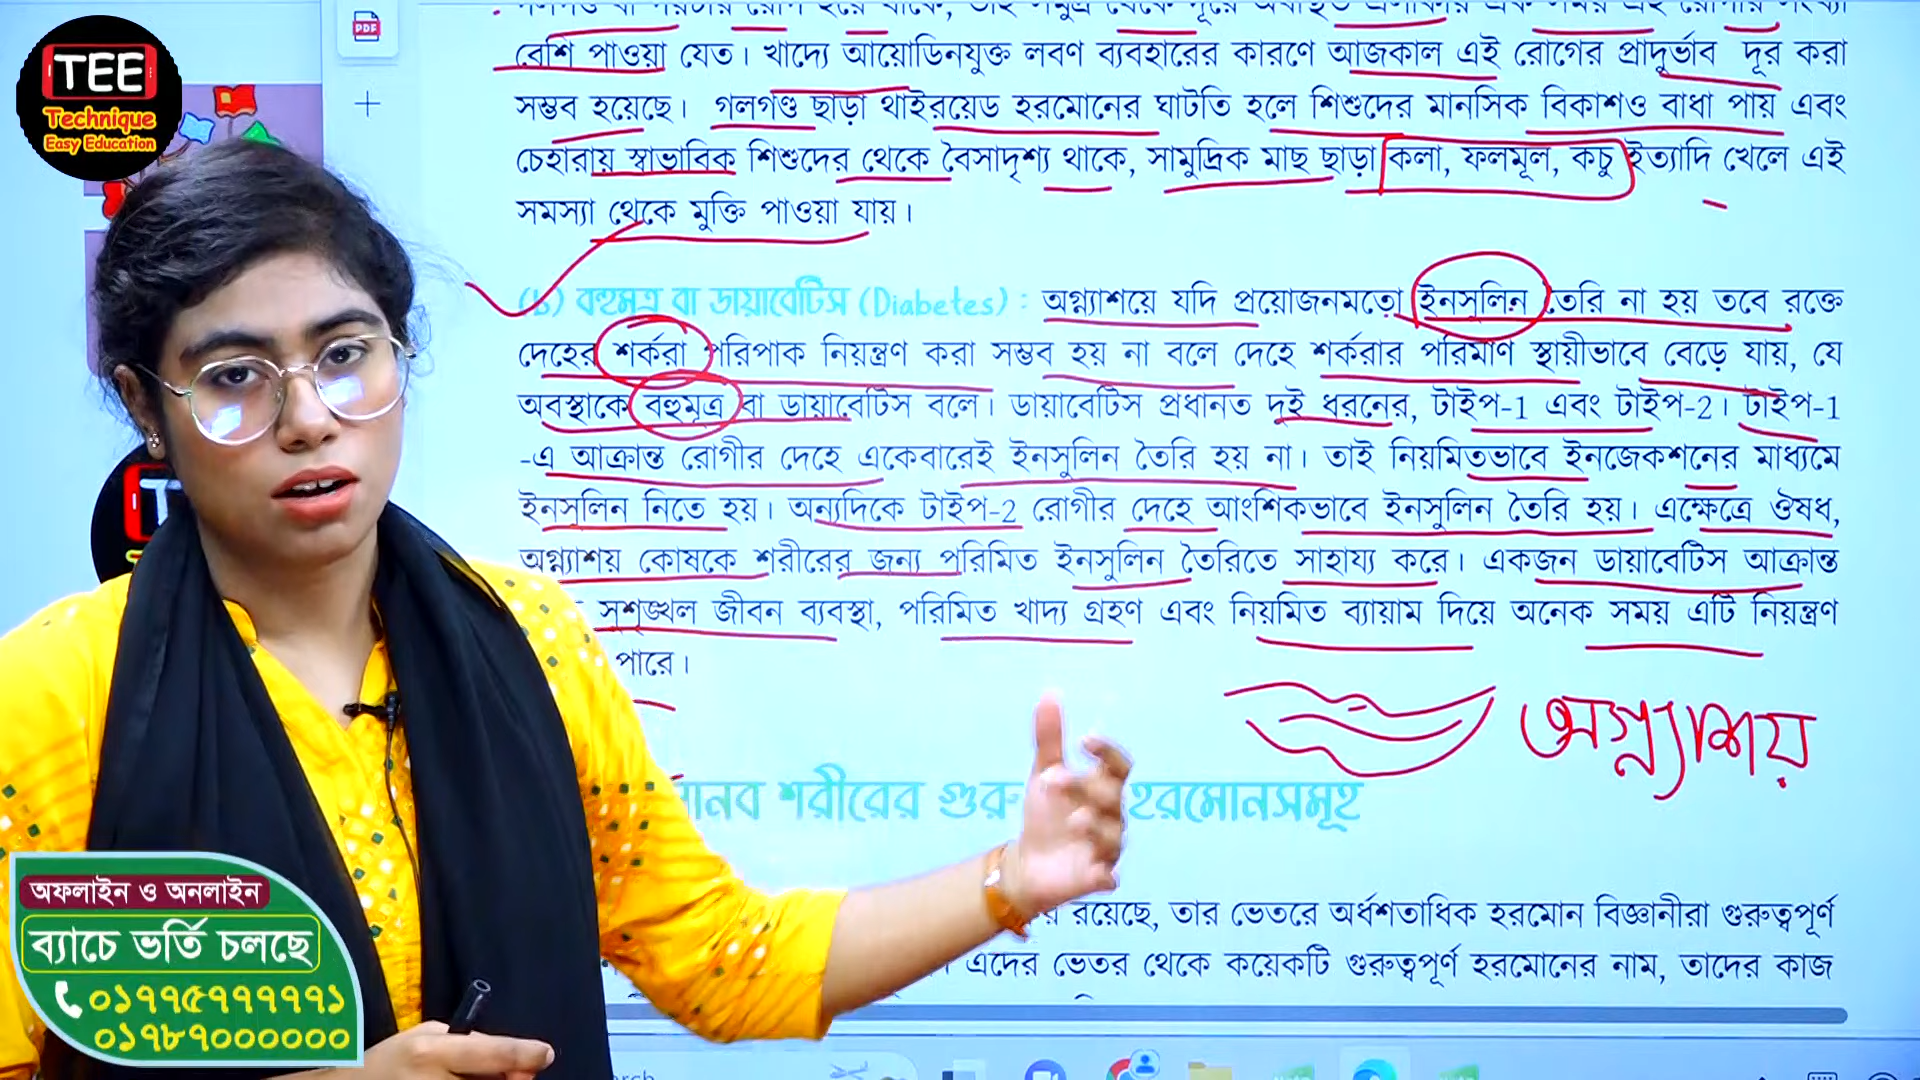 TEE
Technique
Easy Education
PDF
বেশি পাওয়া যেত। খাদ্যে আয়োডিনযুক্ত লবণ ব্যবহারের কারণে আজকাল এই রোগের প্রাদুর্ভাব দূর করা
সম্ভব হয়েছে। গলগণ্ড ছাড়া থাইরয়েড হরমোনের ঘাটতি হলে শিশুদের মানসিক বিকাশও বাধা পায় এবং
চেহারায় স্বাভাবিক শিশুদের থেকে বৈসাদৃশ্য থাকে, সামুদ্রিক মাছ ছাড়া কলা, ফলমূল, কচু ইত্যাদি খেলে এই
সমস্যা থেকে মুক্তি পাওয়া যায়।
(b) বহুমূত্র বা ডায়াবেটিস (Diabetes) : অগ্ন্যাশয়ে যদি প্রয়োজনমতো ইনসুলিন তৈরি না হয় তবে রক্তে
দেহের শর্করা পরিপাক নিয়ন্ত্রণ করা সম্ভব হয় না বলে দেহে শর্করার পরিমাণ স্থায়ীভাবে বেড়ে যায়, যে
অবস্থাকে বহুমূত্র বা ডায়াবেটিস বলে। ডায়াবেটিস প্রধানত দুই ধরনের, টাইপ-1 এবং টাইপ-2। টাইপ-1
-এ আক্রান্ত রোগীর দেহে একেবারেই ইনসুলিন তৈরি হয় না। তাই নিয়মিতভাবে ইনজেকশনের মাধ্যমে
ইনসুলিন নিতে হয়। অন্যদিকে টাইপ-2 রোগীর দেহে আংশিকভাবে ইনসুলিন তৈরি হয়। এক্ষেত্রে ঔষধ,
অগ্ন্যাশয় কোষকে শরীরের জন্য পরিমিত ইনসুলিন তৈরিতে সাহায্য করে। একজন ডায়াবেটিস আক্রান্ত
সুশৃঙ্খল জীবন ব্যবস্থা, পরিমিত খাদ্য গ্রহণ এবং নিয়মিত ব্যায়াম দিয়ে অনেক সময় এটি নিয়ন্ত্রণ
পারে।
অগ্ন্যাশয়
মানব শরীরের হরমোনসমূহ
রয়েছে, তার ভেতরে অর্ধশতাধিক হরমোন বিজ্ঞানীরা গুরুত্বপূর্ণ
এদের ভেতর থেকে কয়েকটি গুরুত্বপূর্ণ হরমোনের নাম, তাদের কাজ
অফলাইন ও অনলাইন
ব্যাচে ভর্তি চলছে
০১৭৭৫৭৭৭৭৭১
০১৭৮৭০০০০০০